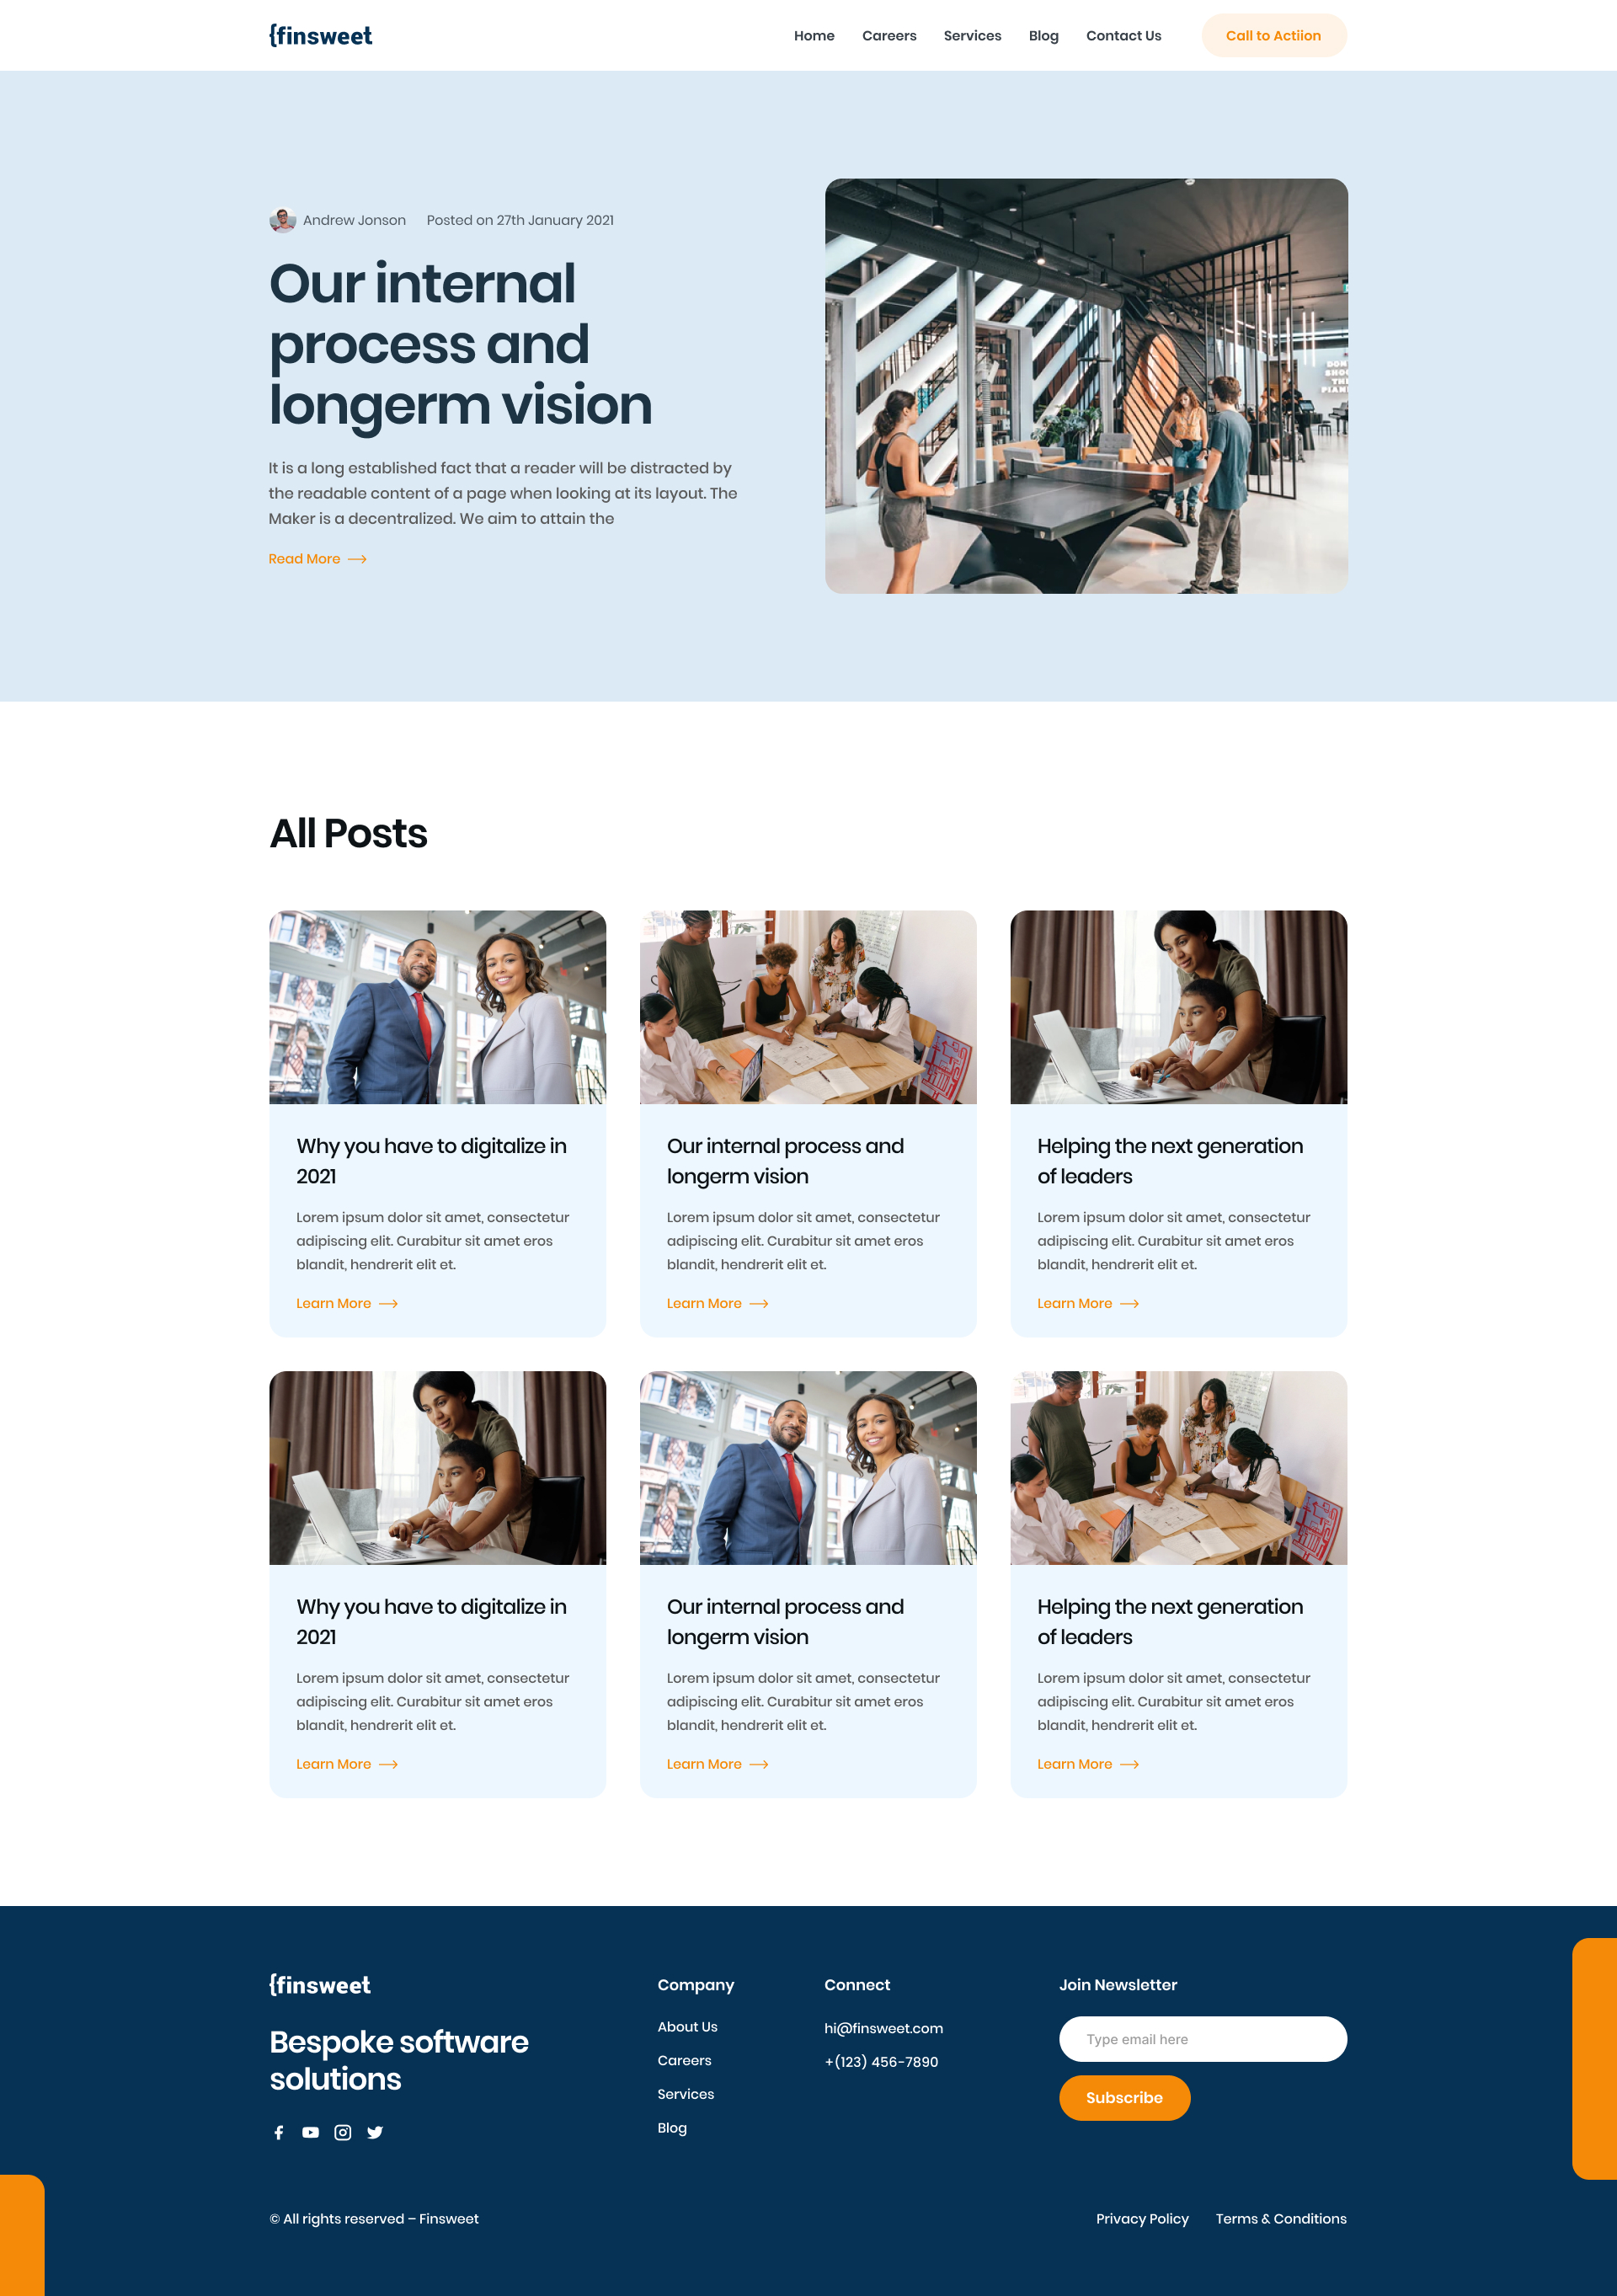 {finsweet
Home Careers Services Blog Contact Us Call to Actiion
Andrew Jonson Posted on 27th January 2021
Our internal
process and
longerm vision
It is a long established fact that a reader will be distracted by
the readable content of a page when looking at its layout. The
Maker is a decentralized. We aim to attain the
Read More
All Posts
Why you have to digitalize in
2021
Lorem ipsum dolor sit amet, consectetur
adipiscing elit. Curabitur sit amet eros
blandit, hendrerit elit et.
Learn More
Our internal process and
longerm vision
Lorem ipsum dolor sit amet, consectetur
adipiscing elit. Curabitur sit amet eros
blandit, hendrerit elit et.
Learn More
Helping the next generation
of leaders
Lorem ipsum dolor sit amet, consectetur
adipiscing elit. Curabitur sit amet eros
blandit, hendrerit elit et.
Learn More
Why you have to digitalize in
2021
Lorem ipsum dolor sit amet, consectetur
adipiscing elit. Curabitur sit amet eros
blandit, hendrerit elit et.
Learn More
Our internal process and
longerm vision
Lorem ipsum dolor sit amet, consectetur
adipiscing elit. Curabitur sit amet eros
blandit, hendrerit elit et.
Learn More
Helping the next generation
of leaders
Lorem ipsum dolor sit amet, consectetur
adipiscing elit. Curabitur sit amet eros
blandit, hendrerit elit et.
Learn More
{finsweet
Bespoke software
solutions
Company
About Us
Careers
Services
Blog
Connect
hi@finsweet.com
+(123) 456-7890
Join Newsletter
Type email here
Subscribe
© All rights reserved – Finsweet
Privacy Policy Terms & Conditions